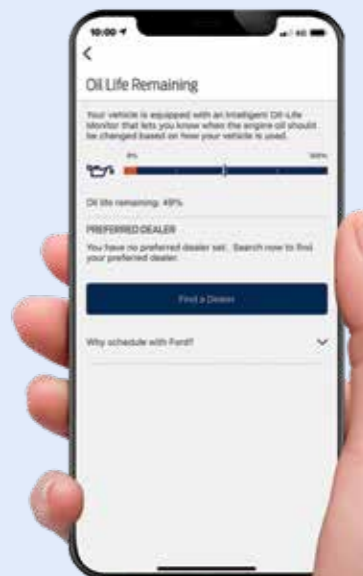 10:00
4G
Oil Life Remaining
Your vehicle is equipped with an Intelligent Oil-Life
Monitor that lets you know when the engine oil should
be changed based on how your vehicle is used.
0% 100%
Oil life remaining: 49%
PREFERRED DEALER
You have no preferred dealer set. Search now to find
your preferred dealer.
Find a Dealer
Why schedule with Ford?